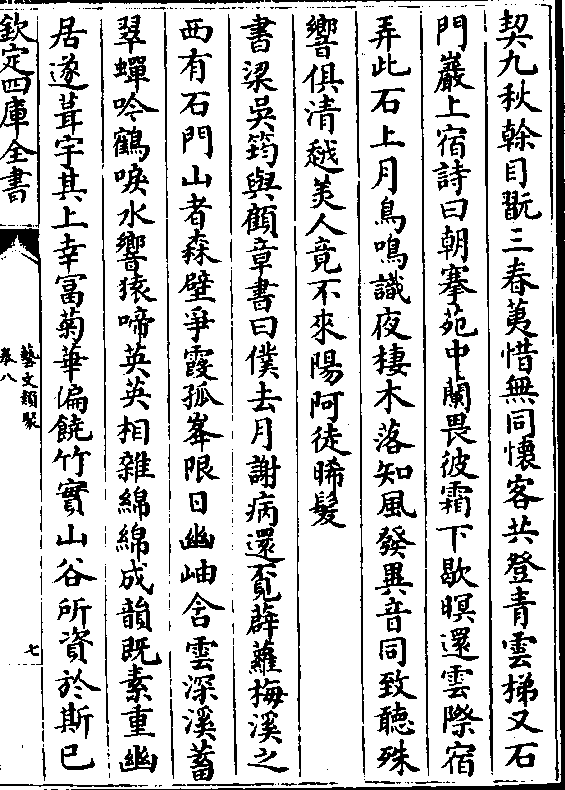 契九秋榦目翫三春荑惜無同懷客共登青雲梯又石
門巖上宿詩曰朝搴苑中蘭畏彼霜下歇暝還雲際宿
弄此石上月鳥鳴識夜棲木落知風發異音同致聽殊
響俱清越美人竟不來陽阿徒晞髮
書梁吳筠與顧章書曰僕去月謝病還覔薜蘿梅溪之
西有石門山者森壁爭霞孤峯限日幽岫含雲深溪蓄
翠蟬吟鶴唳水響猿啼英英相雜綿綿成韻既素重幽
居遂葺宇其上幸富菊華偏饒竹實山谷所資於斯已
欽定四庫全書
藝文類聚
卷八
七